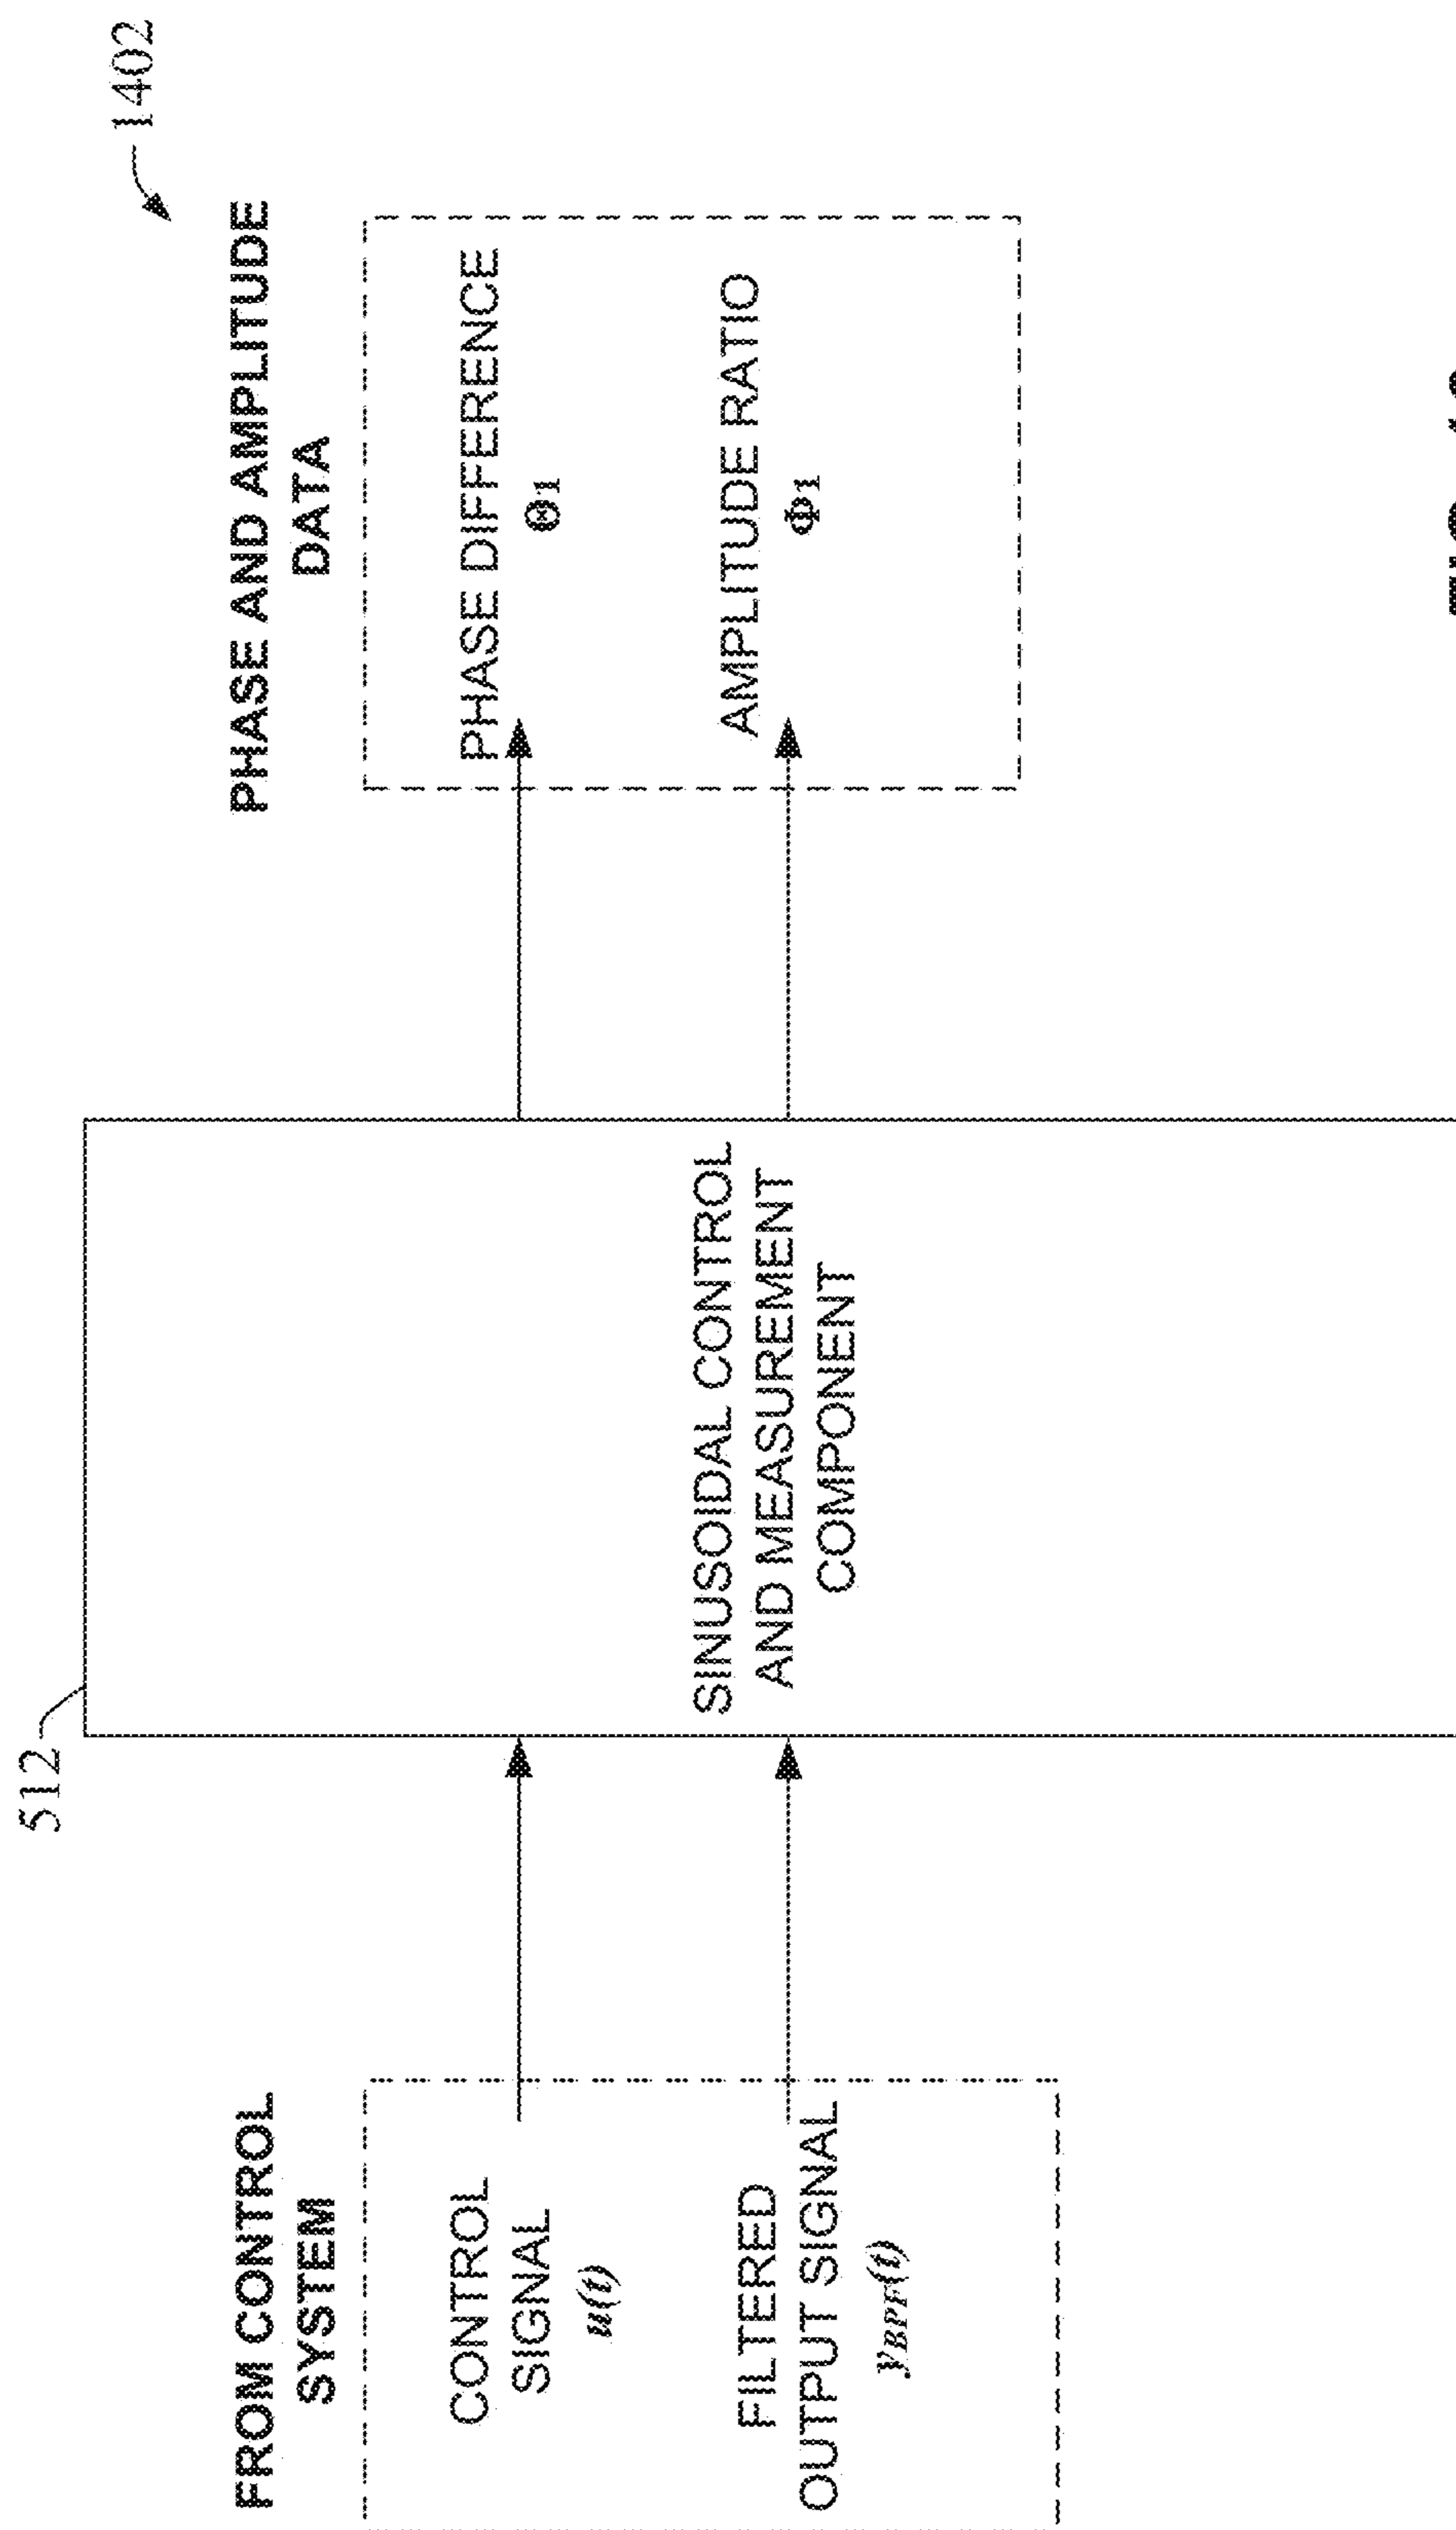 FROM CONTROL
SYSTEM
CONTROL
SIGNAL
u(t)
FILTERED
OUTPUT SIGNAL
yBPF(t)
512
SINUSOIDAL CONTROL
AND MEASUREMENT
COMPONENT
1402
PHASE AND AMPLITUDE
DATA
PHASE DIFFERENCE
Θ1
AMPLITUDE RATIO
Φ1